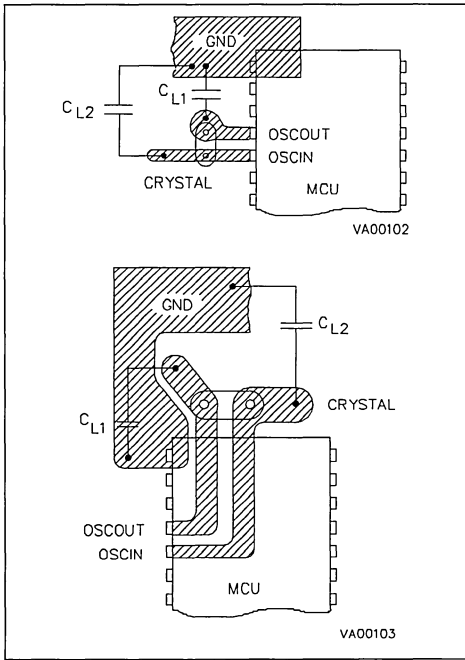 GND
C L1
C L2
OSCOUT
OSCIN
CRYSTAL
MCU
VA00102
GND
C L2
CRYSTAL
C L1
OSCOUT
OSCIN
MCU
VA00103